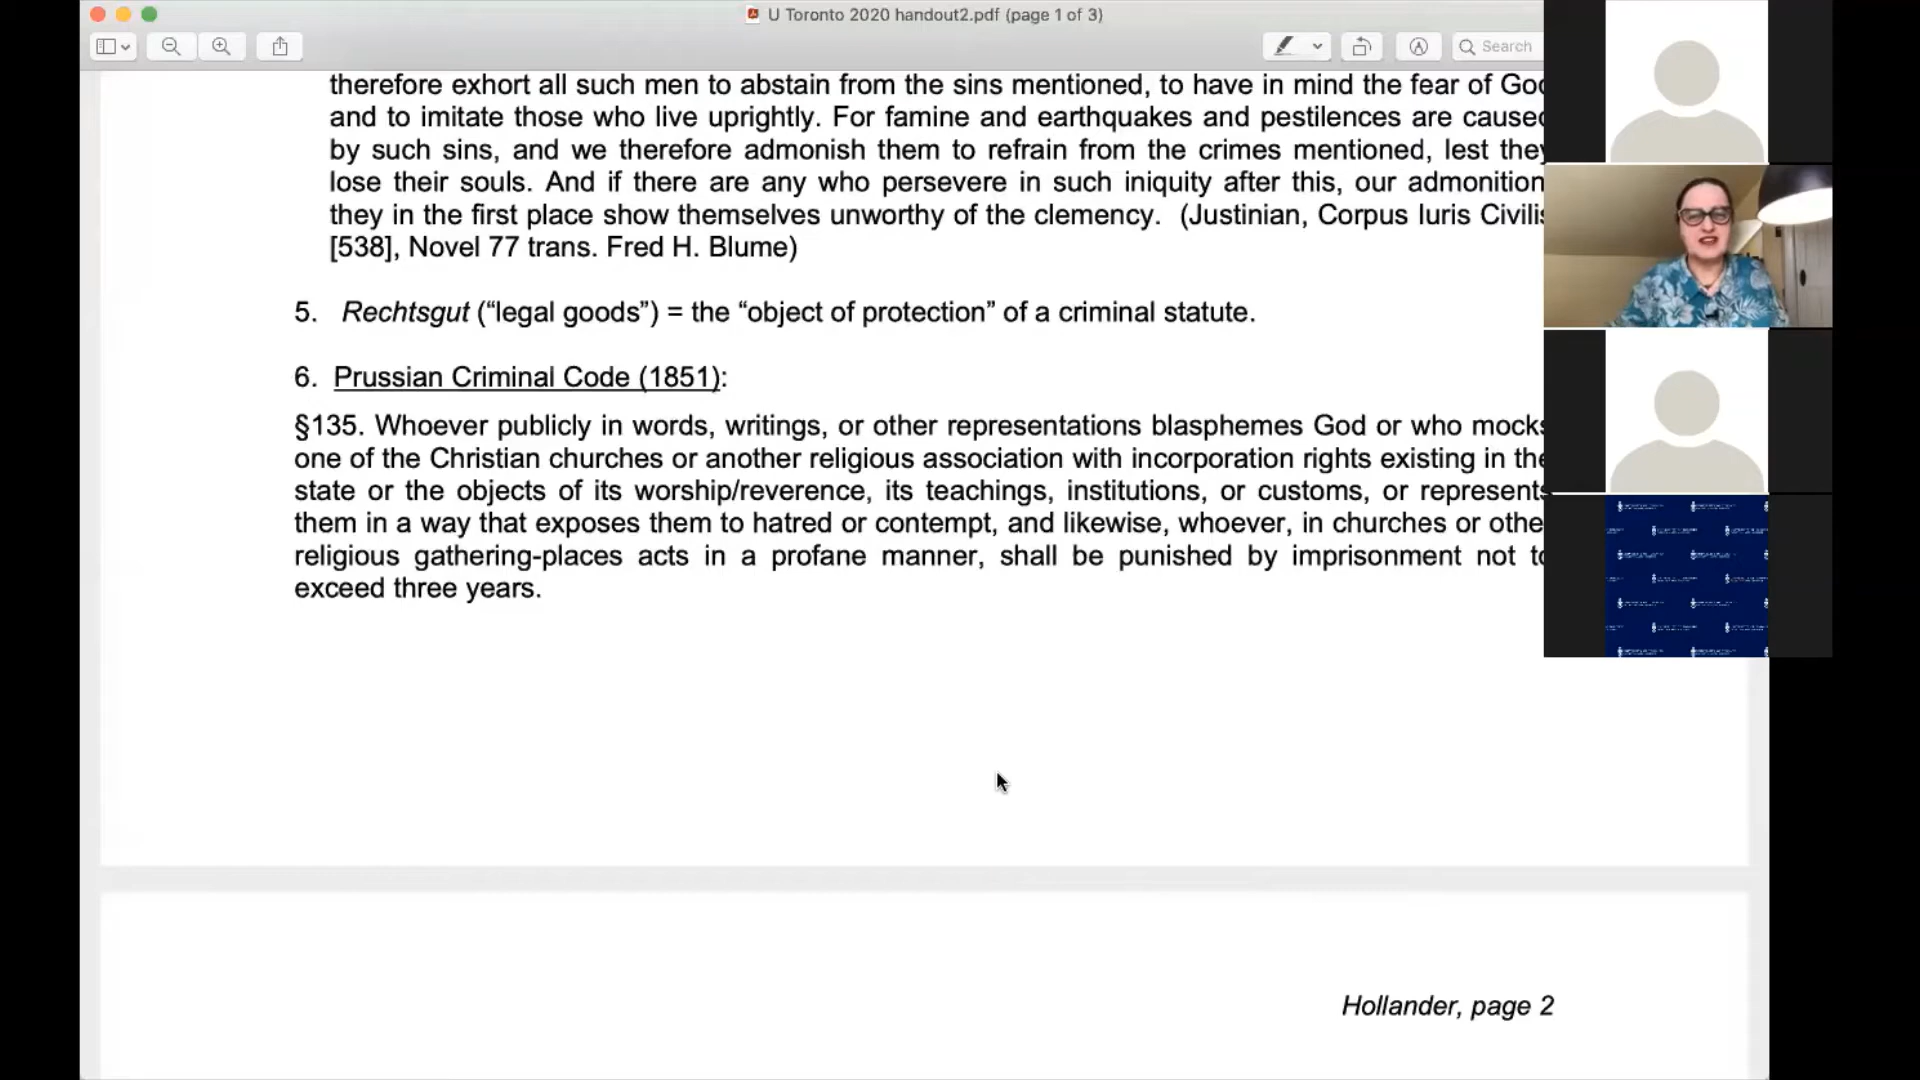 U Toronto 2020 handout2.pdf (page 1 of 3)
Search
therefore exhort all such men to abstain from the sins mentioned, to have in mind the fear of God
and to imitate those who live uprightly. For famine and earthquakes and pestilences are caused
by such sins, and we therefore admonish them to refrain from the crimes mentioned, lest they
lose their souls. And if there are any who persevere in such iniquity after this, our admonition
they in the first place show themselves unworthy of the clemency. (Justinian, Corpus Iuris Civilis
[538], Novel 77 trans. Fred H. Blume)
5. Rechtsgut (“legal goods”) = the “object of protection” of a criminal statute.
6. Prussian Criminal Code (1851):
§135. Whoever publicly in words, writings, or other representations blasphemes God or who mocks
one of the Christian churches or another religious association with incorporation rights existing in the
state or the objects of its worship/reverence, its teachings, institutions, or customs, or represents
them in a way that exposes them to hatred or contempt, and likewise, whoever, in churches or othe
religious gathering-places acts in a profane manner, shall be punished by imprisonment not to
exceed three years.
Hollander, page 2